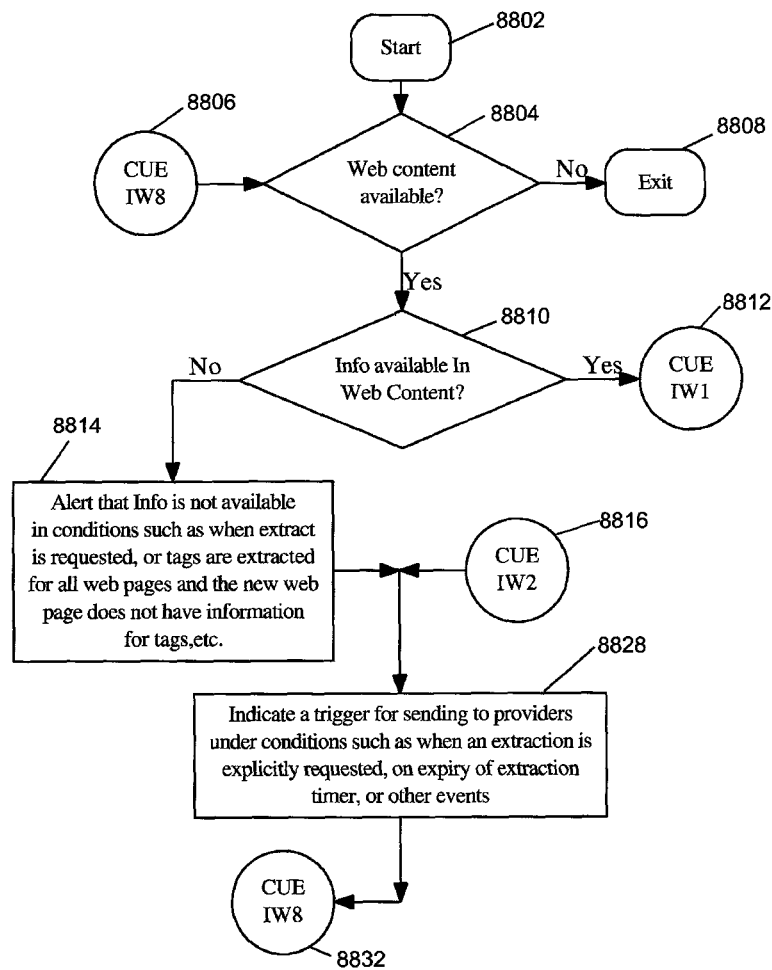 8802
Start
8806
8804
8808
CUE
IW8
Web content
available?
No
Exit
Yes
8810
8812
No
Info available In
Web Content?
Yes
CUE
IW1
8814
Alert that Info is not available
in conditions such as when extract
is requested, or tags are extracted
for all web pages and the new web
page does not have information
for tags,etc.
8816
CUE
IW2
8828
Indicate a trigger for sending to providers
under conditions such as when an extraction is
explicitly requested, on expiry of extraction
timer, or other events
CUE
IW8
8832